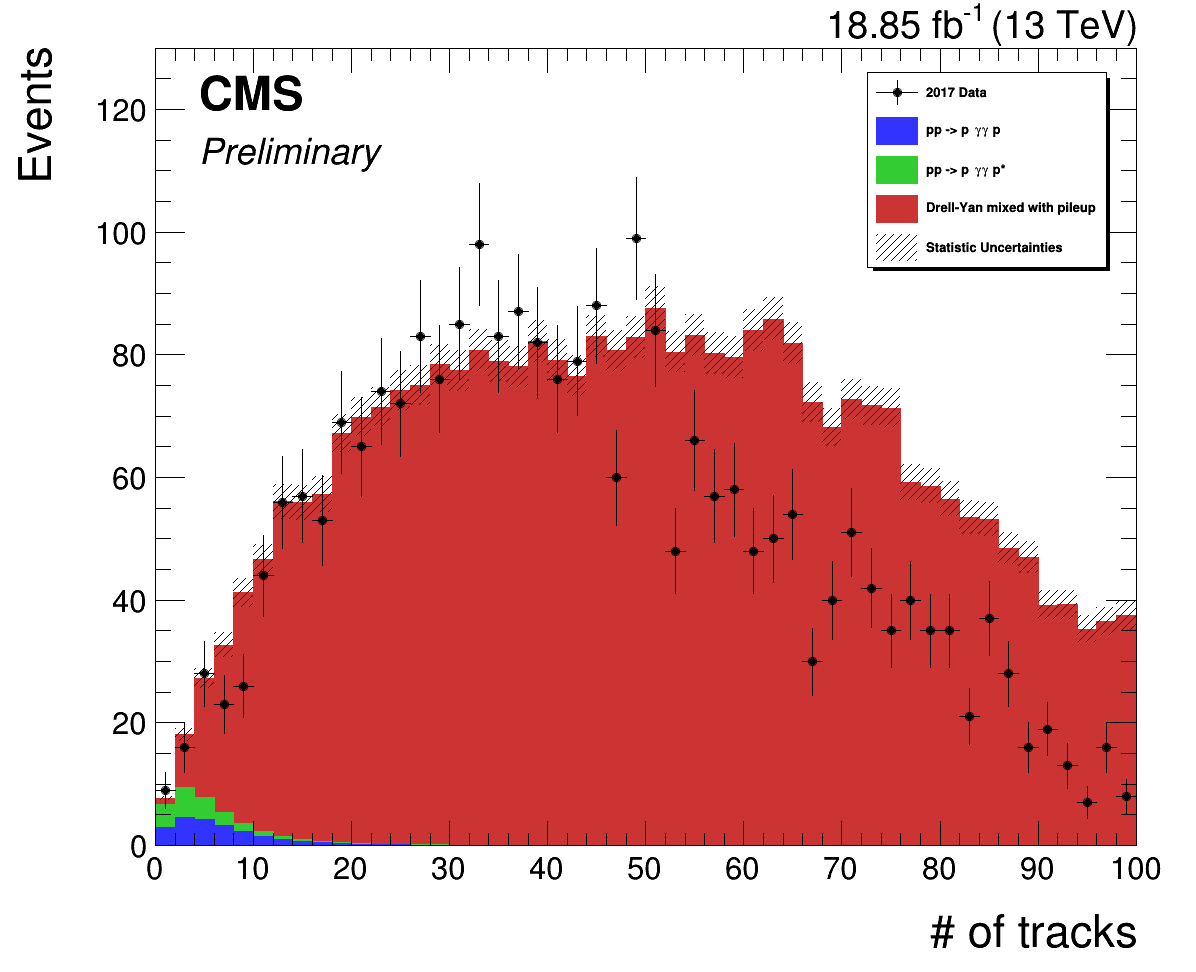 18.85 fb⁻¹ (13 TeV)
Events
CMS
Preliminary
2017 Data
pp -> p γγ p
pp -> p γγ p*
Drell-Yan mixed with pileup
Statistic Uncertainties
120
100
80
60
40
20
0
0 10 20 30 40 50 60 70 80 90 100
# of tracks